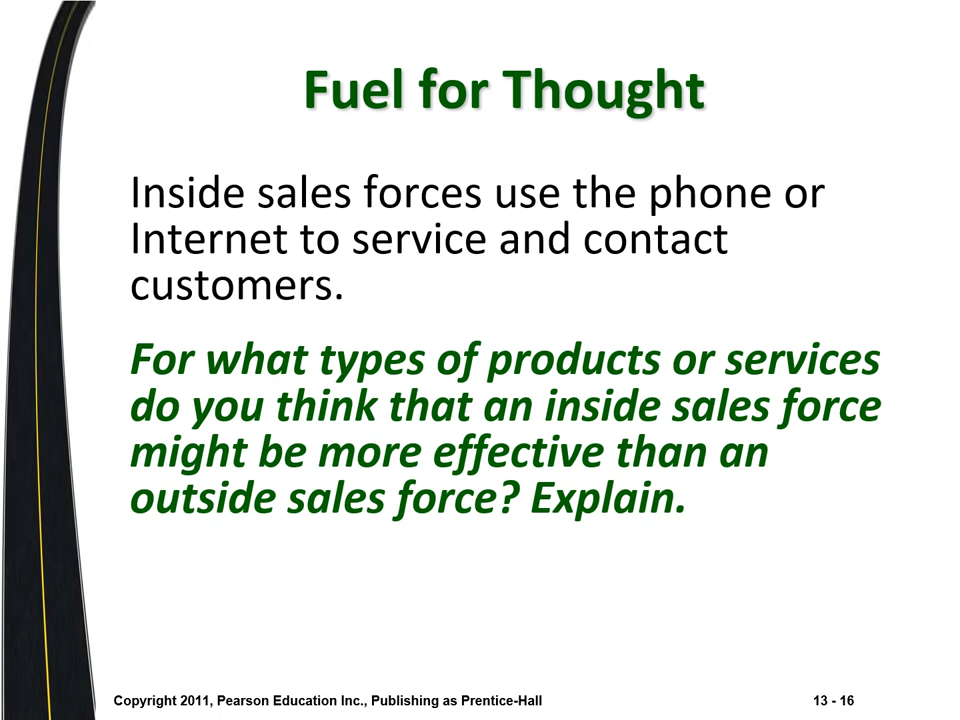 Fuel for Thought
Inside sales forces use the phone or
Internet to service and contact
customers.
For what types of products or services
do you think that an inside sales force
might be more effective than an
outside sales force? Explain.
Copyright 2011, Pearson Education Inc., Publishing as Prentice-Hall
13 - 16